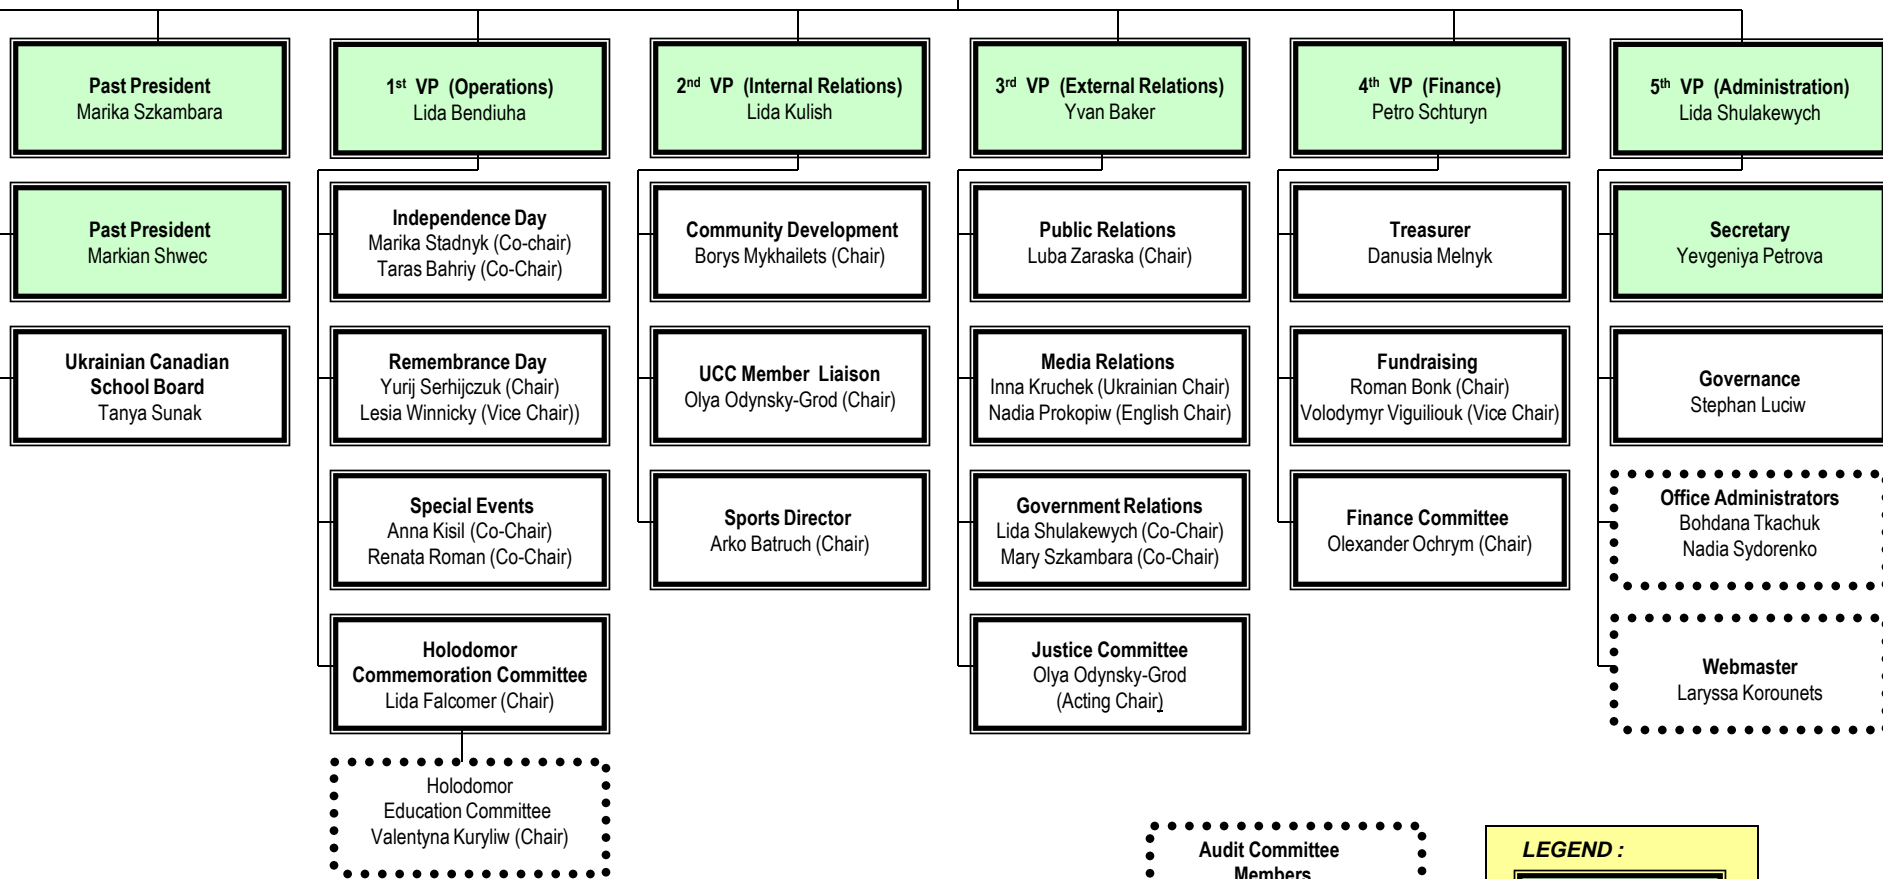 Past President
Marika Szkambara
1st VP (Operations)
Lida Bendiuha
2nd VP (Internal Relations)
Lida Kulish
3rd VP (External Relations)
Yvan Baker
4th VP (Finance)
Petro Schturyn
5th VP (Administration)
Lida Shulakewych
Past President
Markian Shwec
Independence Day
Marika Stadnyk (Co-chair)
Taras Bahriy (Co-Chair)
Community Development
Borys Mykhailets (Chair)
Public Relations
Luba Zaraska (Chair)
Treasurer
Danusia Melnyk
Secretary
Yevgeniya Petrova
Ukrainian Canadian
School Board
Tanya Sunak
Remembrance Day
Yurij Serhijczuk (Chair)
Lesia Winnicky (Vice Chair))
UCC Member Liaison
Olya Odynsky-Grod (Chair)
Media Relations
Inna Kruchek (Ukrainian Chair)
Nadia Prokopiw (English Chair)
Fundraising
Roman Bonk (Chair)
Volodymyr Viguiliouk (Vice Chair)
Governance
Stephan Luciw
Special Events
Anna Kisil (Co-Chair)
Renata Roman (Co-Chair)
Sports Director
Arko Batruch (Chair)
Government Relations
Lida Shulakewych (Co-Chair)
Mary Szkambara (Co-Chair)
Finance Committee
Olexander Ochrym (Chair)
Office Administrators
Bohdana Tkachuk
Nadia Sydorenko
Holodomor
Commemoration Committee
Lida Falcomer (Chair)
Justice Committee
Olya Odynsky-Grod
(Acting Chair)
Webmaster
Laryssa Korounets
Holodomor
Education Committee
Valentyna Kuryliw (Chair)
Audit Committee
Members
LEGEND :